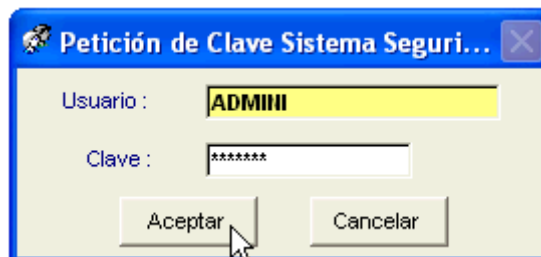 Petición de Clave Sistema Seguri...
Usuario :
ADMINI
Clave :
*******
Aceptar
Cancelar